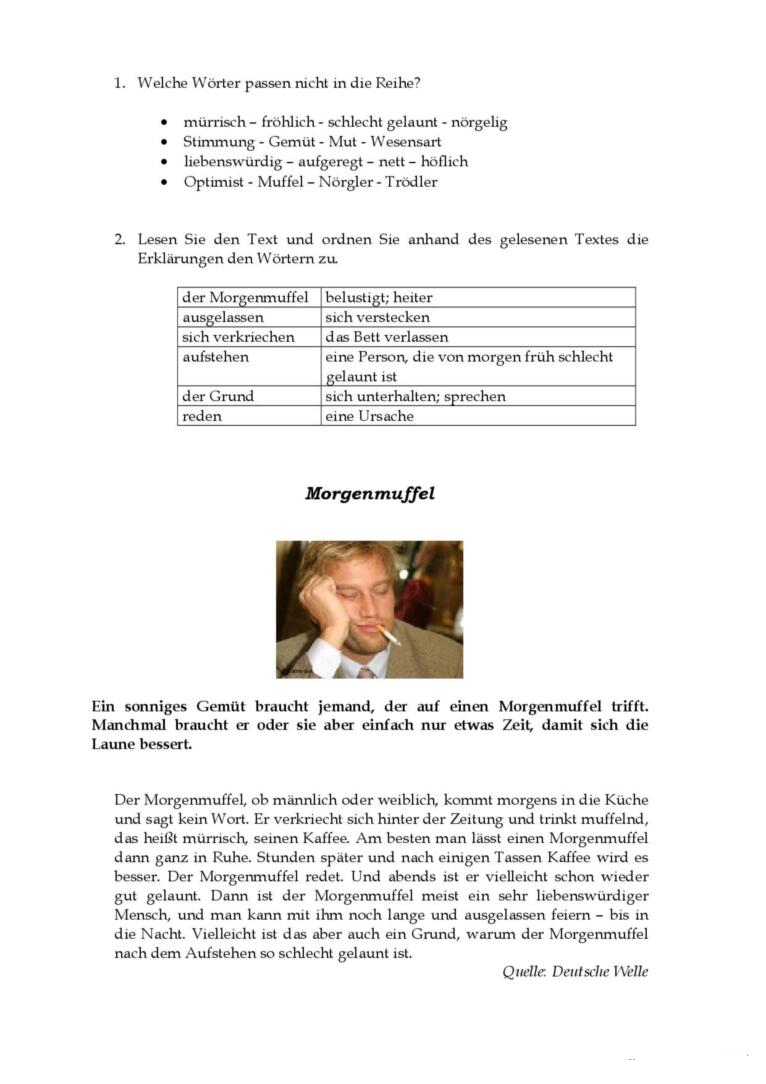 1. Welche Wörter passen nicht in die Reihe?
• mürrisch – fröhlich - schlecht gelaunt - nörgelig
• Stimmung - Gemüt - Mut - Wesensart
• liebenswürdig – aufgeregt – nett – höflich
• Optimist - Muffel – Nörgler - Trödler
2. Lesen Sie den Text und ordnen Sie anhand des gelesenen Textes die
Erklärungen den Wörtern zu.
der Morgenmuffel belustigt; heiter
ausgelassen sich verstecken
sich verkriechen das Bett verlassen
aufstehen eine Person, die von morgen früh schlecht
gelaunt ist
der Grund sich unterhalten; sprechen
reden eine Ursache
Morgenmuffel
Ein sonniges Gemüt braucht jemand, der auf einen Morgenmuffel trifft.
Manchmal braucht er oder sie aber einfach nur etwas Zeit, damit sich die
Laune bessert.
Der Morgenmuffel, ob männlich oder weiblich, kommt morgens in die Küche
und sagt kein Wort. Er verkriecht sich hinter der Zeitung und trinkt muffelnd,
das heißt mürrisch, seinen Kaffee. Am besten man lässt einen Morgenmuffel
dann ganz in Ruhe. Stunden später und nach einigen Tassen Kaffee wird es
besser. Der Morgenmuffel redet. Und abends ist er vielleicht schon wieder
gut gelaunt. Dann ist der Morgenmuffel meist ein sehr liebenswürdiger
Mensch, und man kann mit ihm noch lange und ausgelassen feiern – bis in
die Nacht. Vielleicht ist das aber auch ein Grund, warum der Morgenmuffel
nach dem Aufstehen so schlecht gelaunt ist.
Quelle: Deutsche Welle